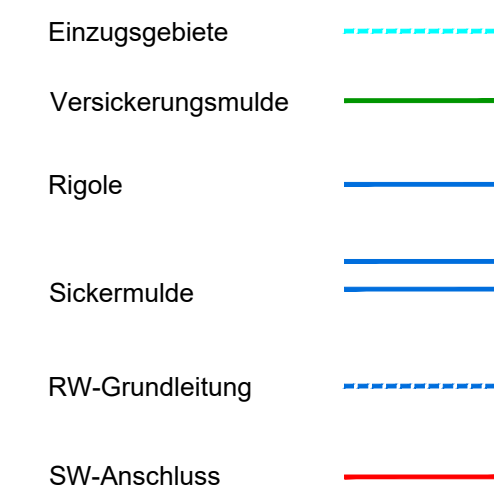 Einzugsgebiete
Versickerungsmulde
Rigole
Sickermulde
RW-Grundleitung
SW-Anschluss